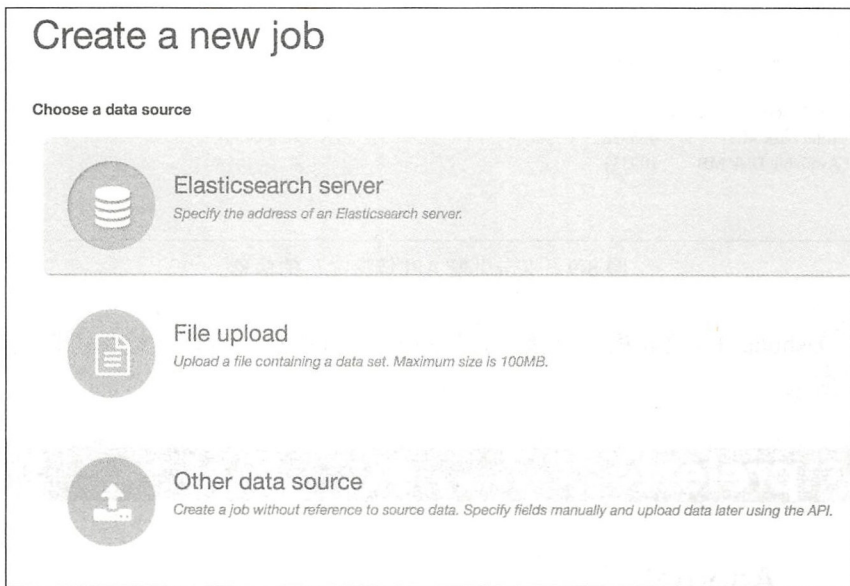 Create a new job
Choose a data source
Elasticsearch server
Specify the address of an Elasticsearch server.
File upload
Upload a file containing a data set. Maximum size is 100MB.
Other data source
Create a job without reference to source data. Specify fields manually and upload data later using the API.